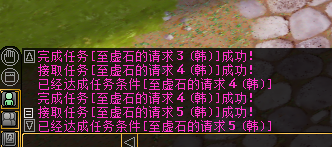 完成任务[至虚石的请求3(韩)]成功!
接取任务[至虚石的请求4(韩)]成功!
已经达成任务条件[至虚石的请求4(韩)]
完成任务[至虚石的请求4(韩)]成功!
接取任务[至虚石的请求5(韩)]成功!
已经达成任务条件[至虚石的请求5(韩)]